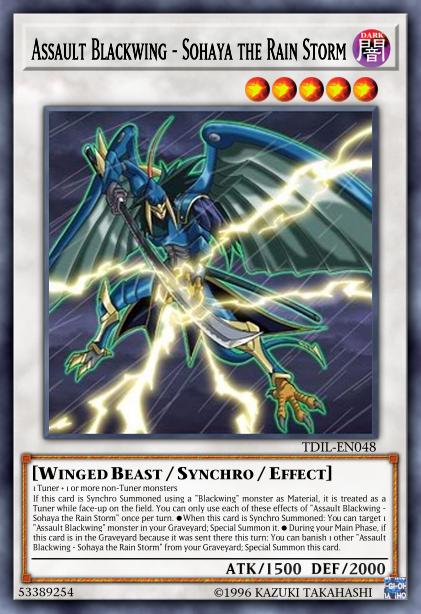 ASSAULT BLACKWING - SOHAYA THE RAIN STORM
DARK
闇
TDIL-EN048
[WINGED BEAST / SYNCHRO / EFFECT]
1 Tuner + 1 or more non-Tuner monsters
If this card is Synchro Summoned using a "Blackwing" monster as Material, it is treated as a
Tuner while face-up on the field. You can only use each of these effects of "Assault Blackwing -
Sohaya the Rain Storm" once per turn. ●When this card is Synchro Summoned: You can target 1
"Assault Blackwing" monster in your Graveyard; Special Summon it. ●During your Main Phase, if
this card is in the Graveyard because it was sent there this turn: You can banish 1 other "Assault
Blackwing - Sohaya the Rain Storm" from your Graveyard; Special Summon this card.
ATK/1500 DEF/2000
53389254
©1996 KAZUKI TAKAHASHI